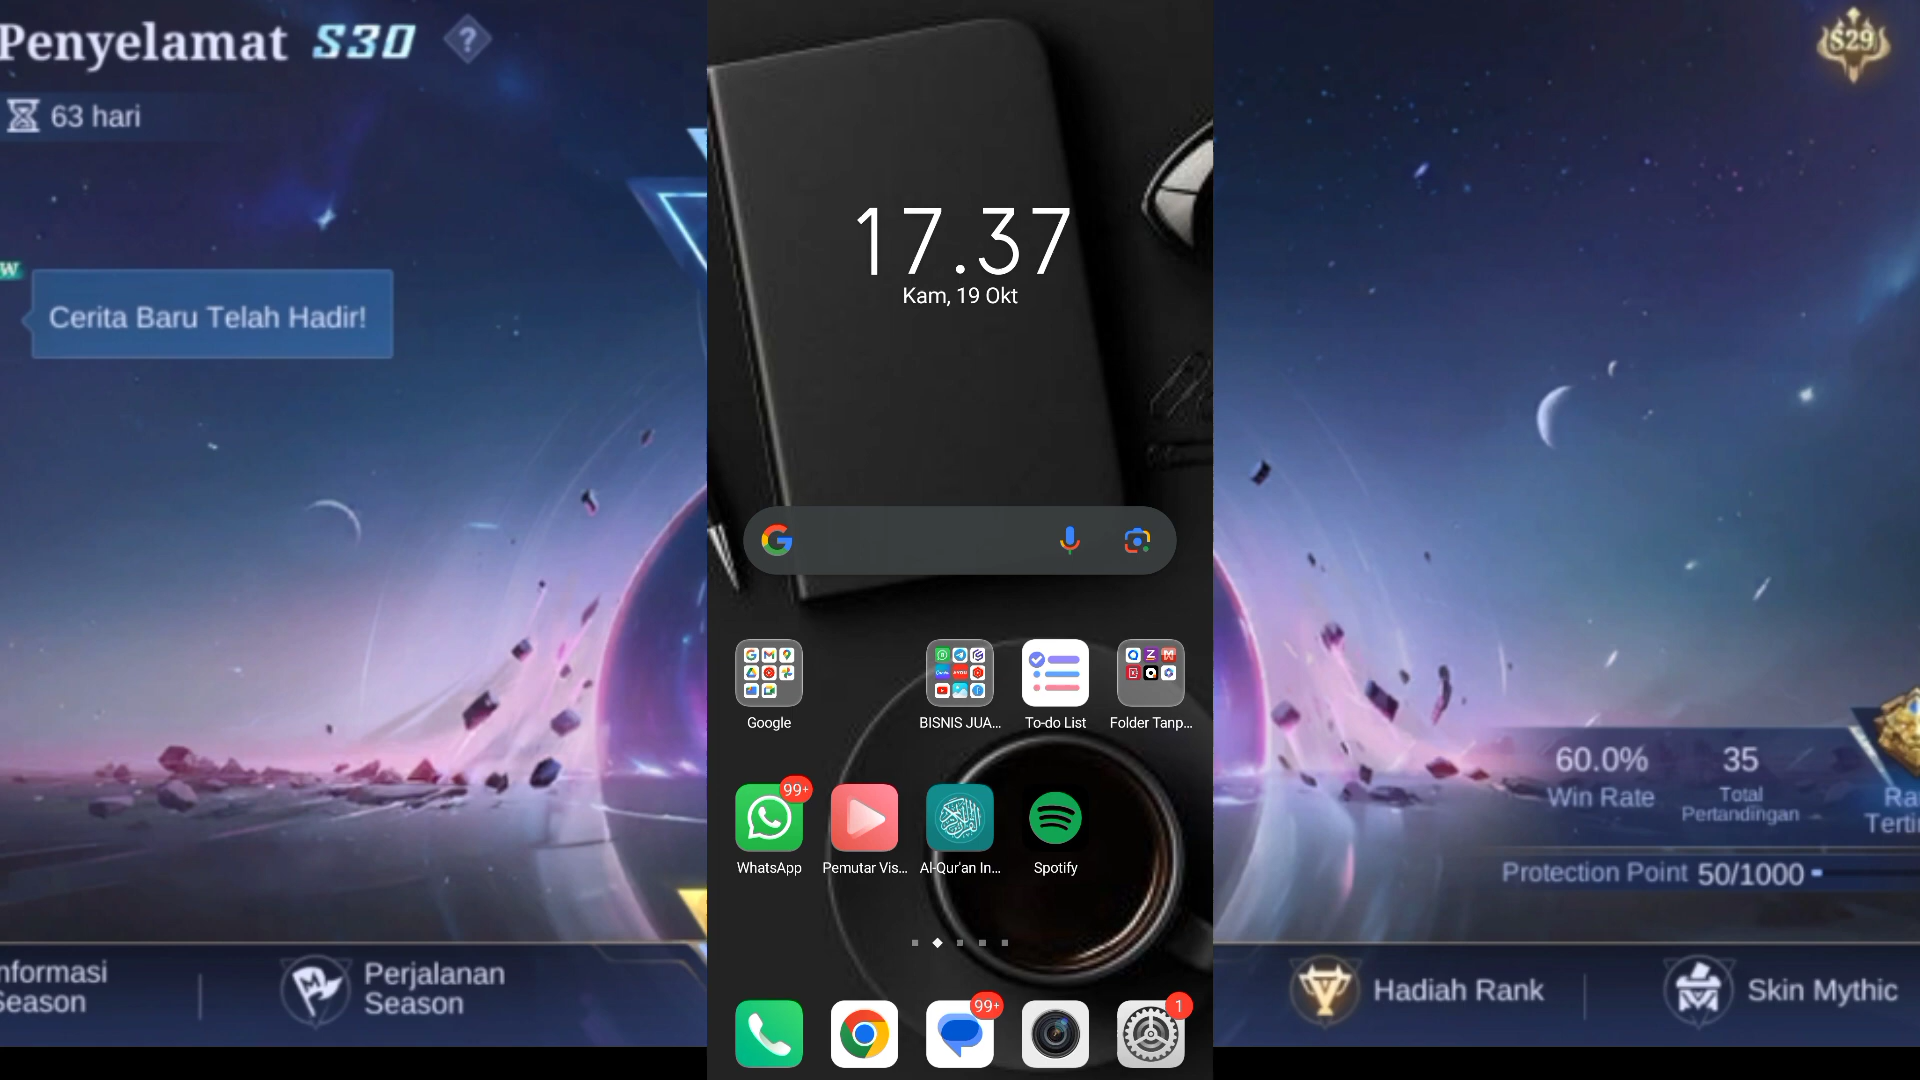 Penyelamat S30 ?
63 hari
W
Cerita Baru Telah Hadir!
nformasi
Season
Perjalanan
Season
17.37
Kam, 19 Okt
Google
BISNIS JUA...
To-do List
Folder Tanp...
99+
WhatsApp
Pemutar Vis...
Al-Qur'an In...
Spotify
99+
1
S29
60.0%
Win Rate
35
Total
Pertandingan
Ra
Tertin
Protection Point 50/1000
Hadiah Rank
Skin Mythic